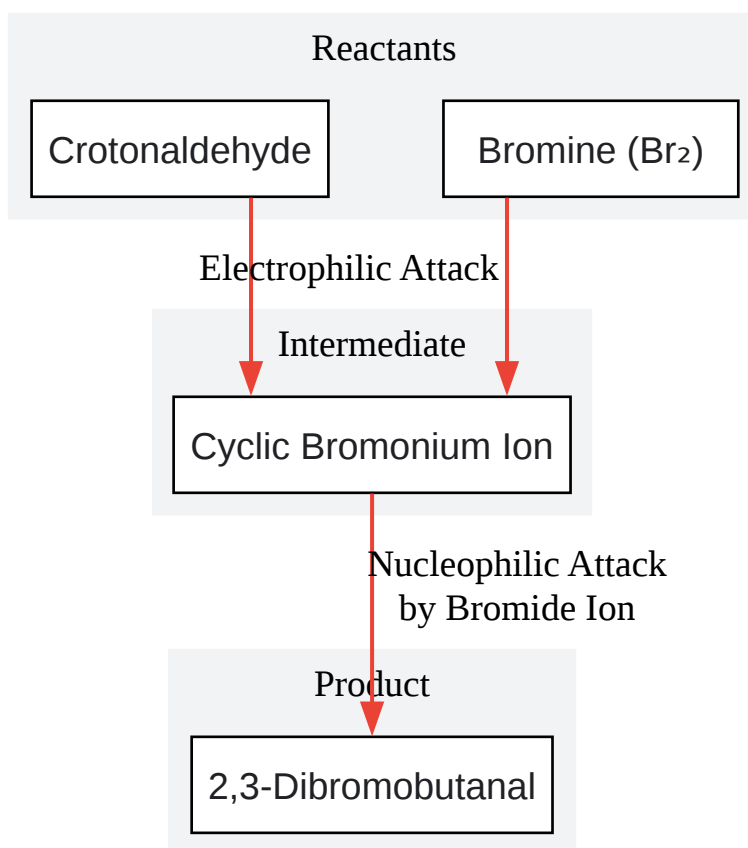 Reactants
Crotonaldehyde
Bromine (Br₂)
Electrophilic Attack
Intermediate
Cyclic Bromonium Ion
Nucleophilic Attack
by Bromide Ion
Product
2,3-Dibromobutanal